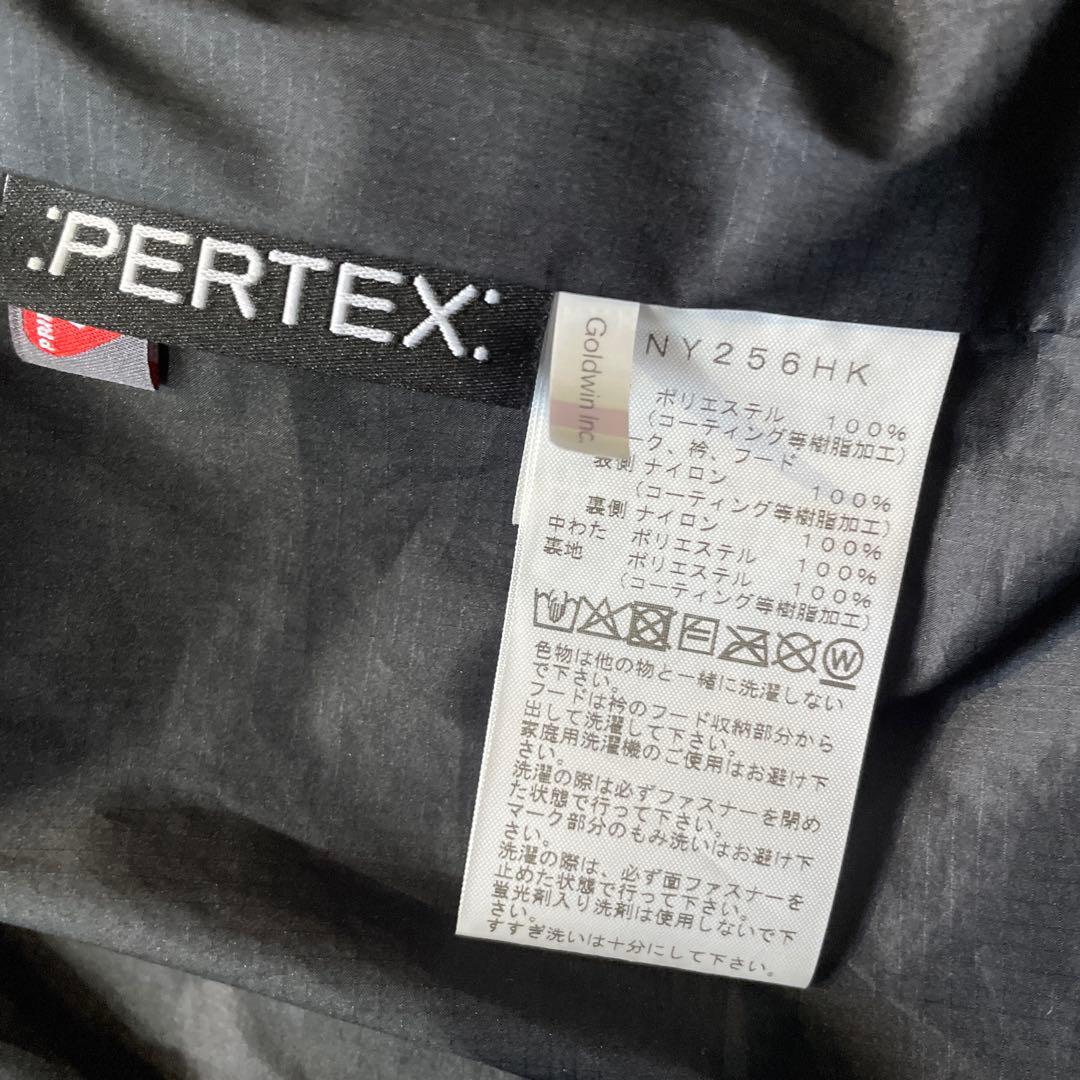 :PERTEX:
PRI
Goldwin Inc.
NY256HK
ポリエステル 100%
(コーティング等樹脂加工)
ーク、衿、フード
表側 ナイロン 100%
(コーティング等樹脂加工)
裏側 ナイロン 100%
中わた ポリエステル 100%
裏地 ポリエステル 100%
(コーティング等樹脂加工)
W
色物は他の物と一緒に洗濯しない
で下さい。
フードは衿のフード収納部分から
出して洗濯して下さい。
家庭用洗濯機のご使用はお避け下
さい。
洗濯の際は必ずファスナーを閉め
た状態で行って下さい。
マーク部分のもみ洗いはお避け下
さい。
洗濯の際は、必ず面ファスナーを
止めた状態で行って下さい。
蛍光剤入り洗剤は使用しないで下
さい。
すすぎ洗いは十分にして下さい。